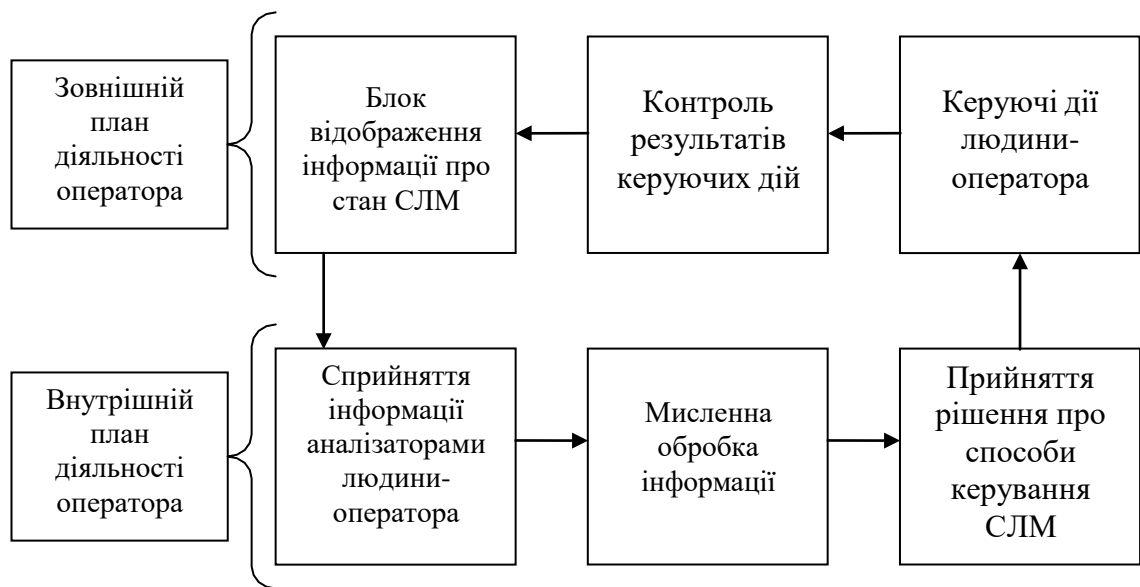 Зовнішній
план
діяльності
оператора
Блок
відображення
інформації про
стан СЛМ
Контроль
результатів
керуючих дій
Керуючі дії
людини-
оператора
Внутрішній
план
діяльності
оператора
Сприйняття
інформації
аналізаторами
людини-
оператора
Мисленна
обробка
інформації
Прийняття
рішення про
способи
керування
СЛМ